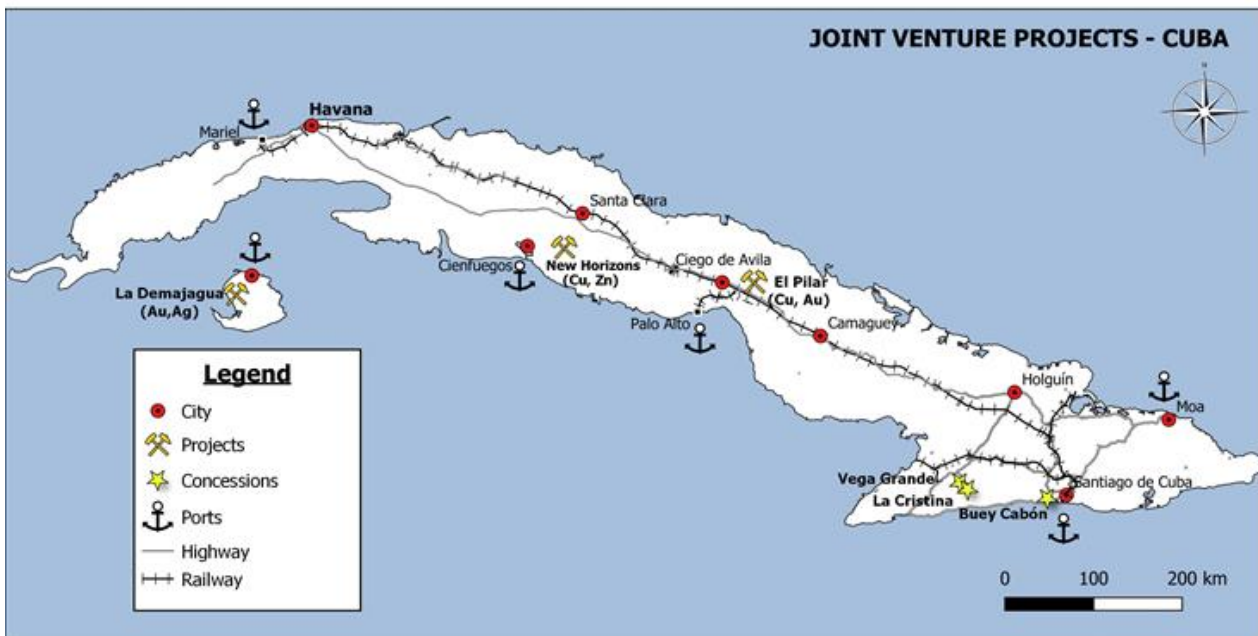 JOINT VENTURE PROJECTS - CUBA
N
Havana
Mariel
Santa Clara
Cienfuegos
New Horizons
(Cu, Zn)
Ciego de Avila
El Pilar
(Cu, Au)
La Demajagua
(Au,Ag)
Palo Alto
Camaguey
Holguín
Moa
Vega Grande
La Cristina
Santiago de Cuba
Buey Cabón
Legend
City
Projects
Concessions
Ports
Highway
Railway
0 100 200 km